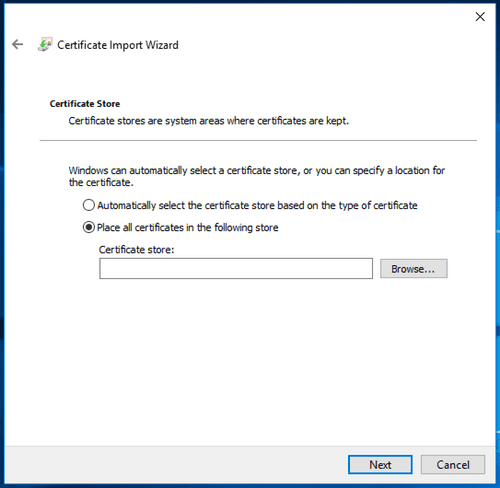 Certificate Import Wizard
Certificate Store
Certificate stores are system areas where certificates are kept.
Windows can automatically select a certificate store, or you can specify a location for
the certificate.
Automatically select the certificate store based on the type of certificate
Place all certificates in the following store
Certificate store:
Browse...
Next
Cancel